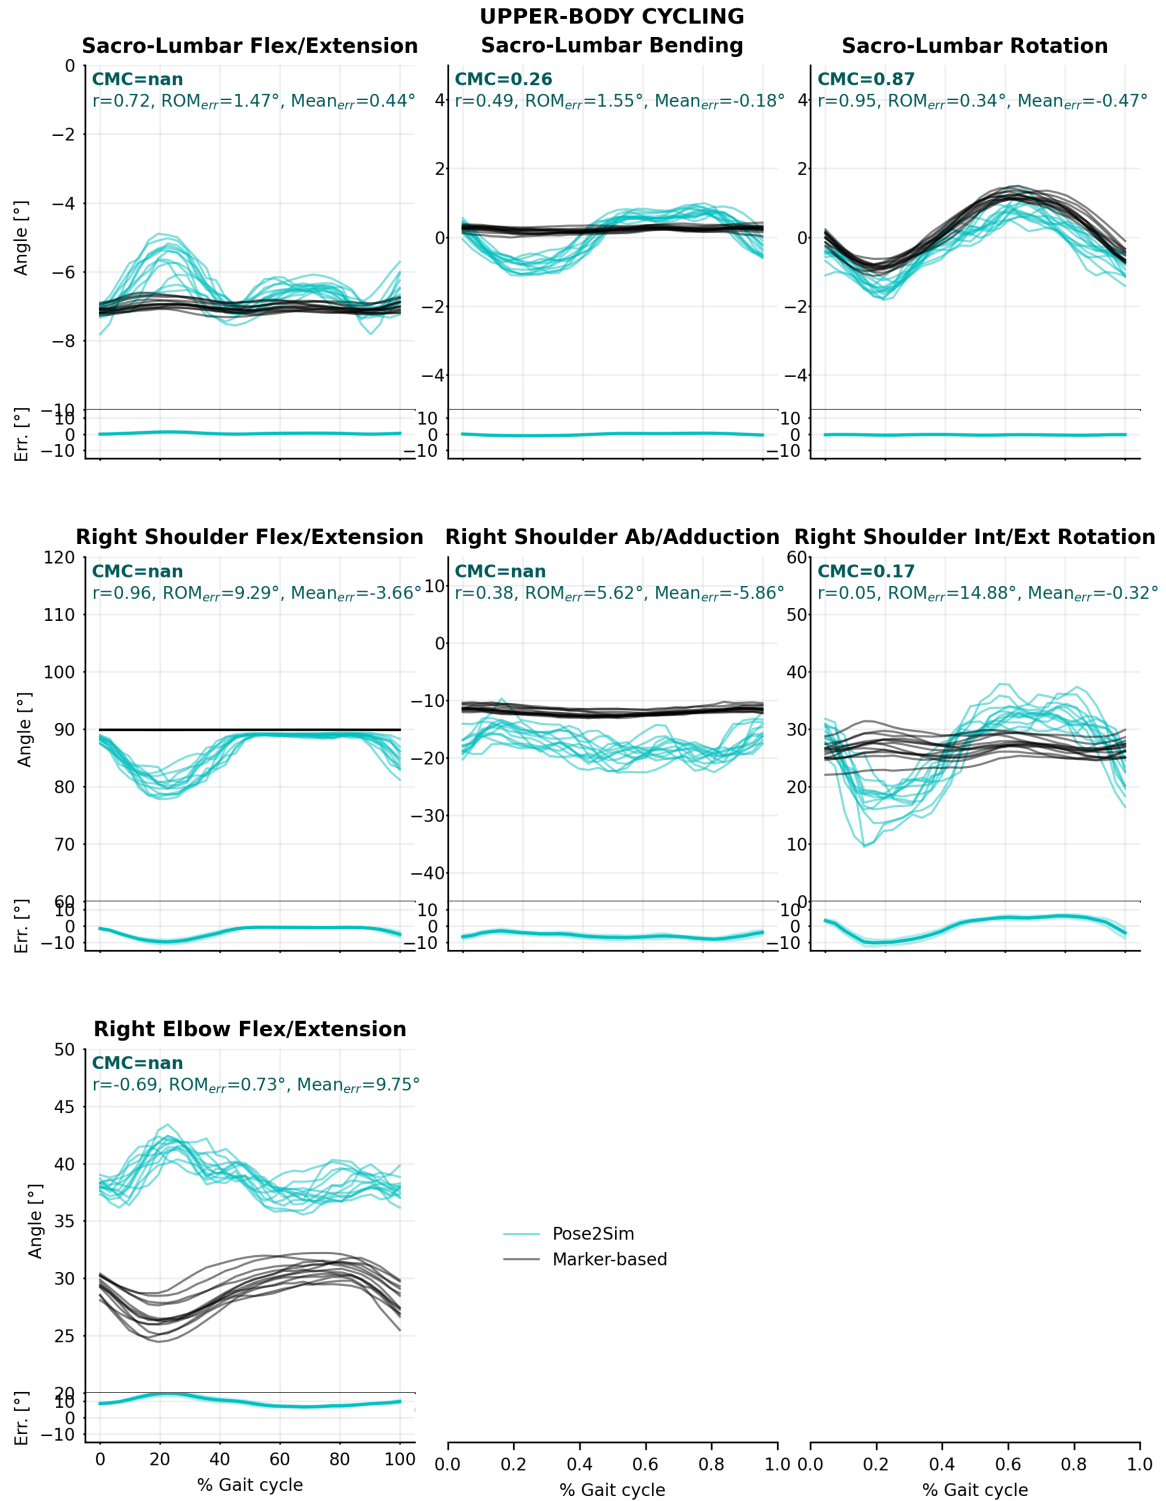 UPPER-BODY CYCLING
Sacro-Lumbar Flex/Extension
Sacro-Lumbar Bending
Sacro-Lumbar Rotation
CMC=nan
r=0.72, ROMerr=1.47°, Meanerr=0.44°
CMC=0.26
r=0.49, ROMerr=1.55°, Meanerr=-0.18°
CMC=0.87
r=0.95, ROMerr=0.34°, Meanerr=-0.47°
Angle [°]
0
−2
−4
−6
−8
−10
4
2
0
−2
−4
4
2
0
−2
−4
Err. [°]
10
0
−10
10
0
−10
10
0
−10
Right Shoulder Flex/Extension
Right Shoulder Ab/Adduction
Right Shoulder Int/Ext Rotation
CMC=nan
r=0.96, ROMerr=9.29°, Meanerr=-3.66°
CMC=nan
r=0.38, ROMerr=5.62°, Meanerr=-5.86°
CMC=0.17
r=0.05, ROMerr=14.88°, Meanerr=-0.32°
Angle [°]
120
110
100
90
80
70
60
10
0
−10
−20
−30
−40
60
50
40
30
20
10
0
Err. [°]
10
0
−10
10
0
−10
10
0
−10
Right Elbow Flex/Extension
CMC=nan
r=-0.69, ROMerr=0.73°, Meanerr=9.75°
Angle [°]
50
45
40
35
30
25
20
Pose2Sim
Marker-based
Err. [°]
10
0
−10
0 20 40 60 80 100
% Gait cycle
0.0 0.2 0.4 0.6 0.8 1.0
% Gait cycle
0.0 0.2 0.4 0.6 0.8 1.0
% Gait cycle